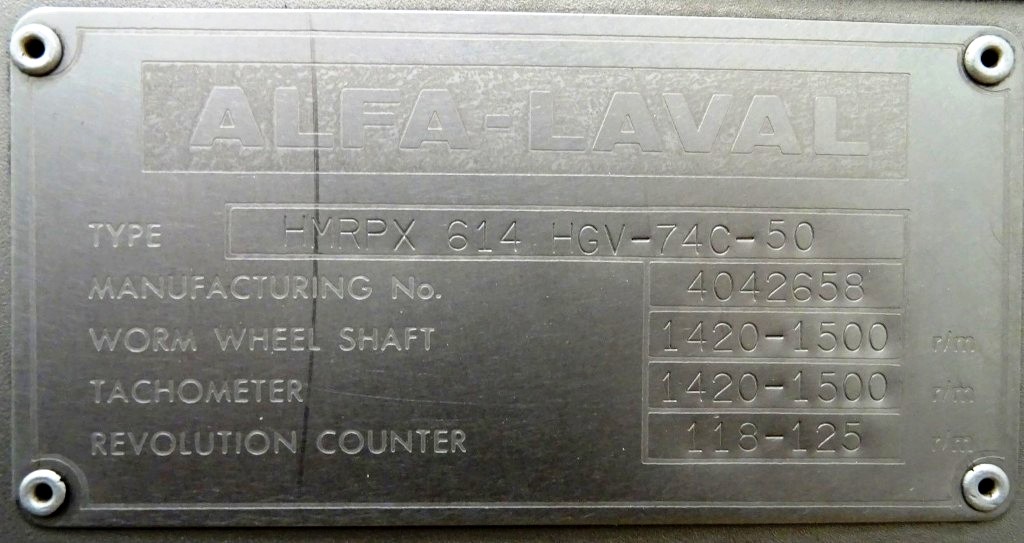 ALFA-LAVAL
TYPE HMRPX 614 HGV-74C-50
MANUFACTURING No. 4042658
WORM WHEEL SHAFT 1420-1500 r/m
TACHOMETER 1420-1500 r/m
REVOLUTION COUNTER 118-125 r/m